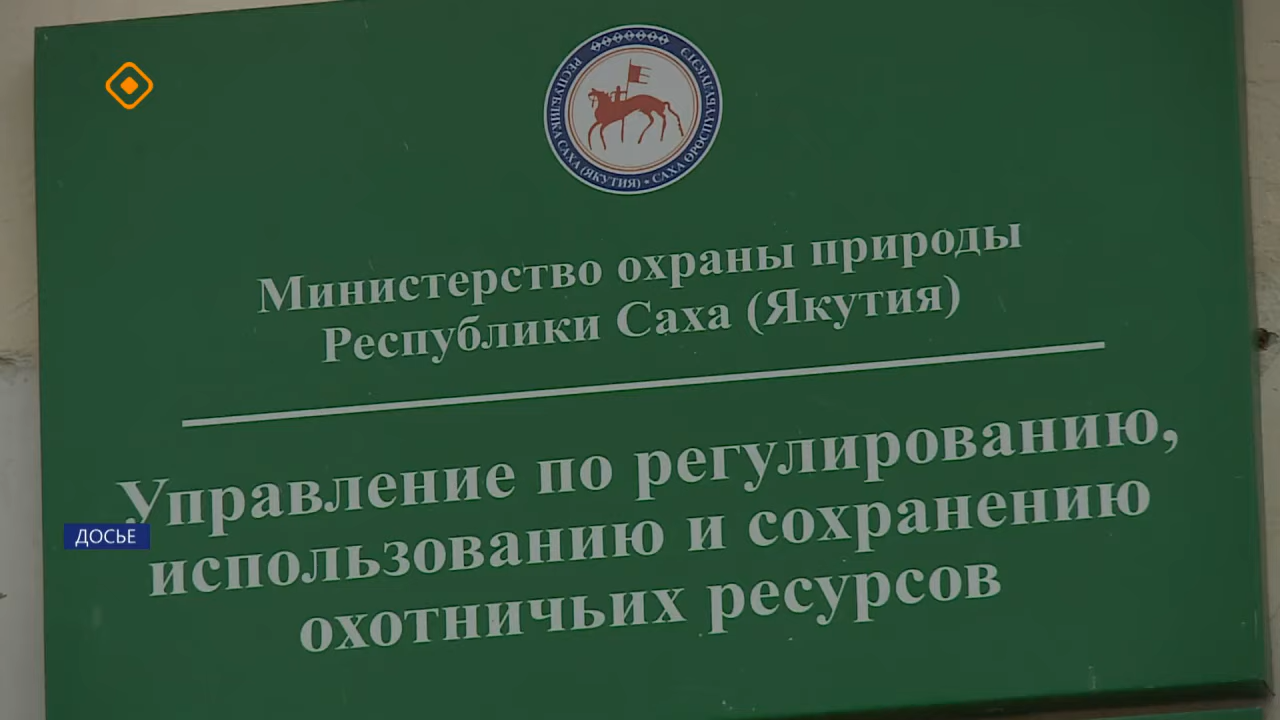 РЕСПУБЛИКА САХА (ЯКУТИЯ) • САХА ӨРӨСПҮҮБҮЛҮКЭТЭ
Министерство охраны природы
Республики Саха (Якутия)
Управление по регулированию,
использованию и сохранению
охотничьих ресурсов
ДОСЬЕ